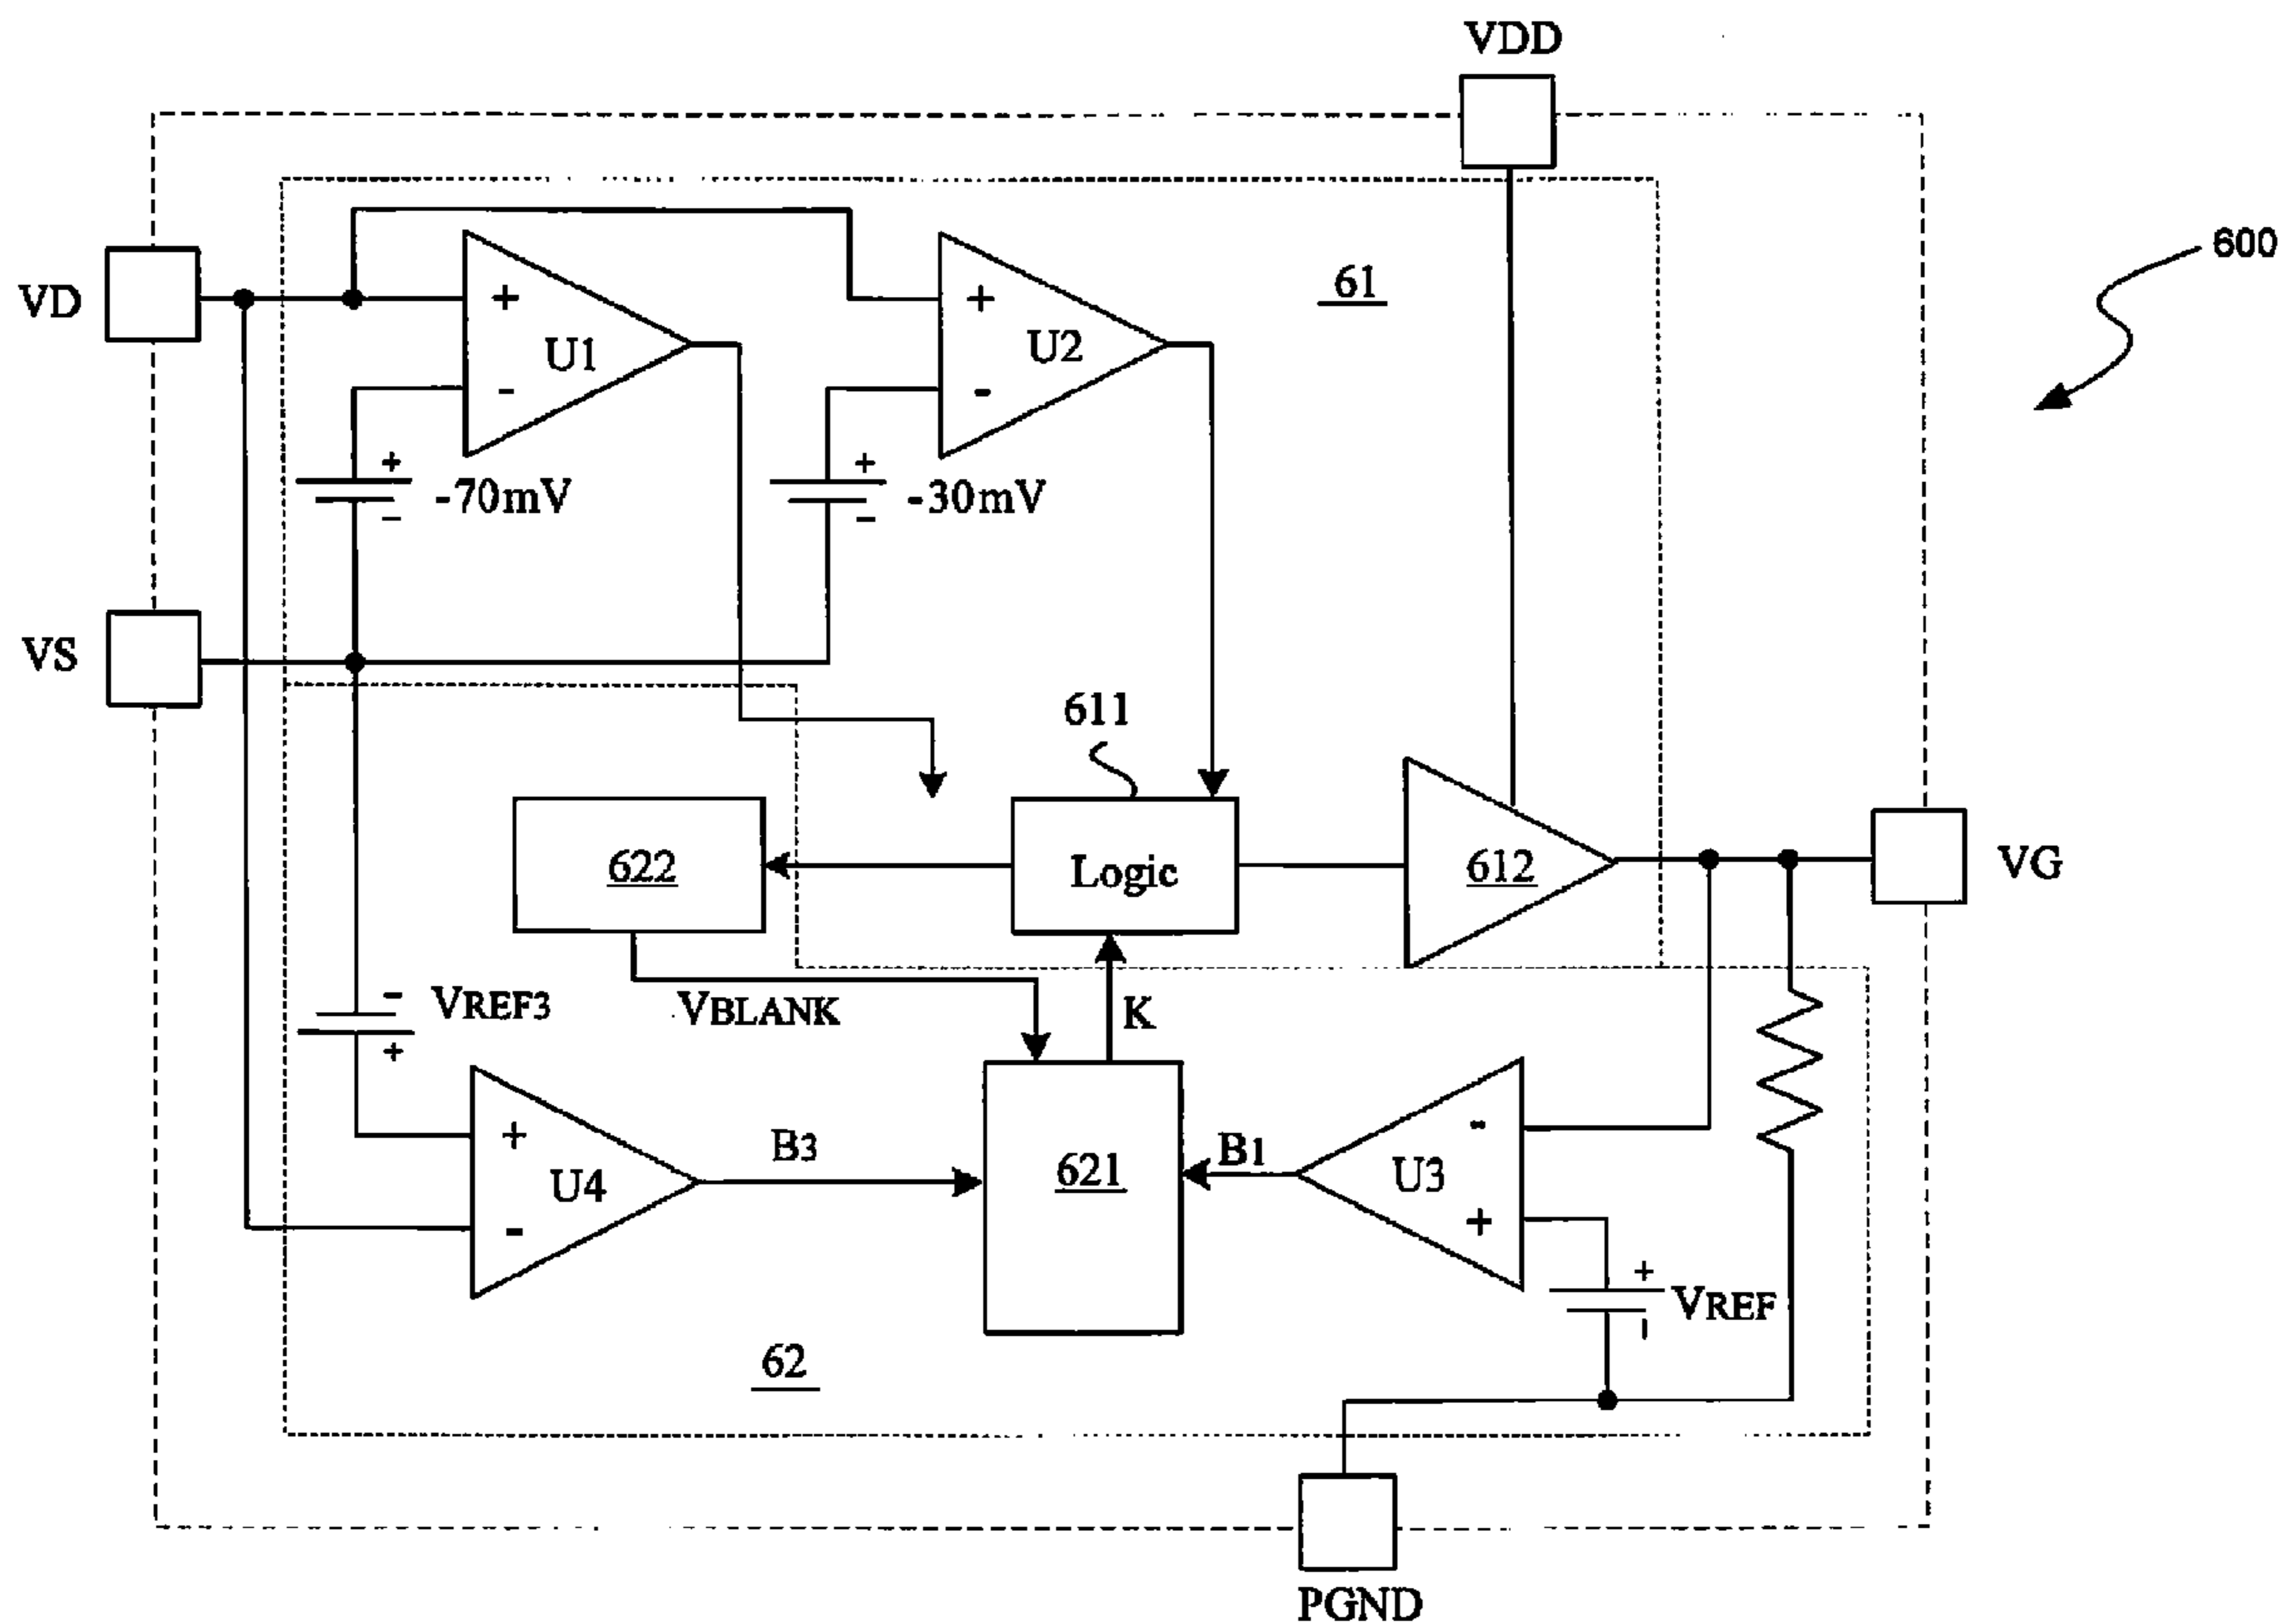 VDD
600
61
VD
+
U1
-
+
U2
-
+
-70mV
-
+
-30mV
-
VS
611
622
Logic
612
VG
-
VREF3
+
VBLANK
K
+
U4
-
B3
621
B1
-
U3
+
+
VREF
-
62
PGND